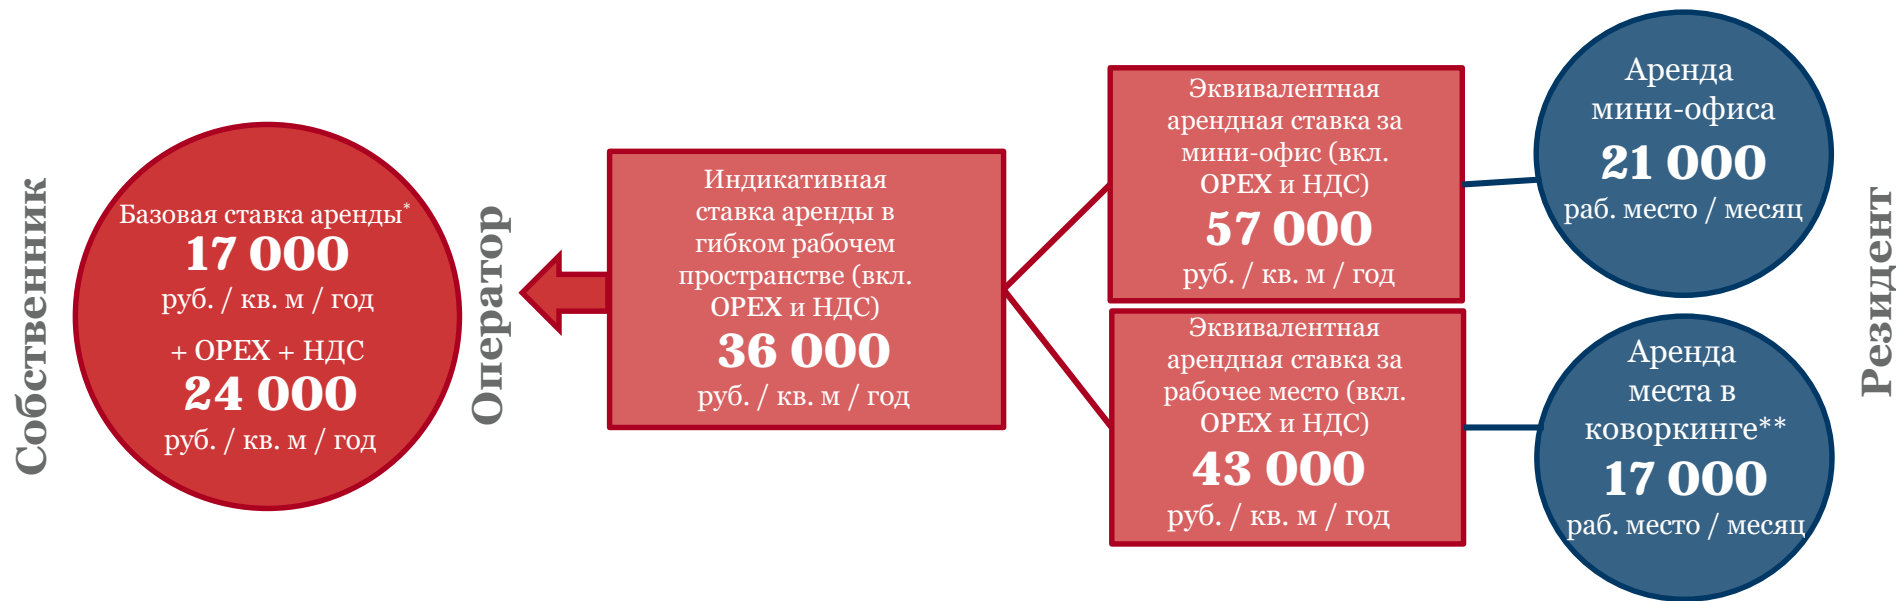 Собственник
Базовая ставка аренды*
17 000
руб. / кв. м / год
+ OPEX + НДС
24 000
руб. / кв. м / год
Оператор
Индикативная
ставка аренды в
гибком рабочем
пространстве (вкл.
OPEX и НДС)
36 000
руб. / кв. м / год
Эквивалентная
арендная ставка за
мини-офис (вкл.
OPEX и НДС)
57 000
руб. / кв. м / год
Эквивалентная
арендная ставка за
рабочее место (вкл.
OPEX и НДС)
43 000
руб. / кв. м / год
Аренда
мини-офиса
21 000
раб. место / месяц
Аренда
места в
коворкинге**
17 000
раб. место / месяц
Резидент